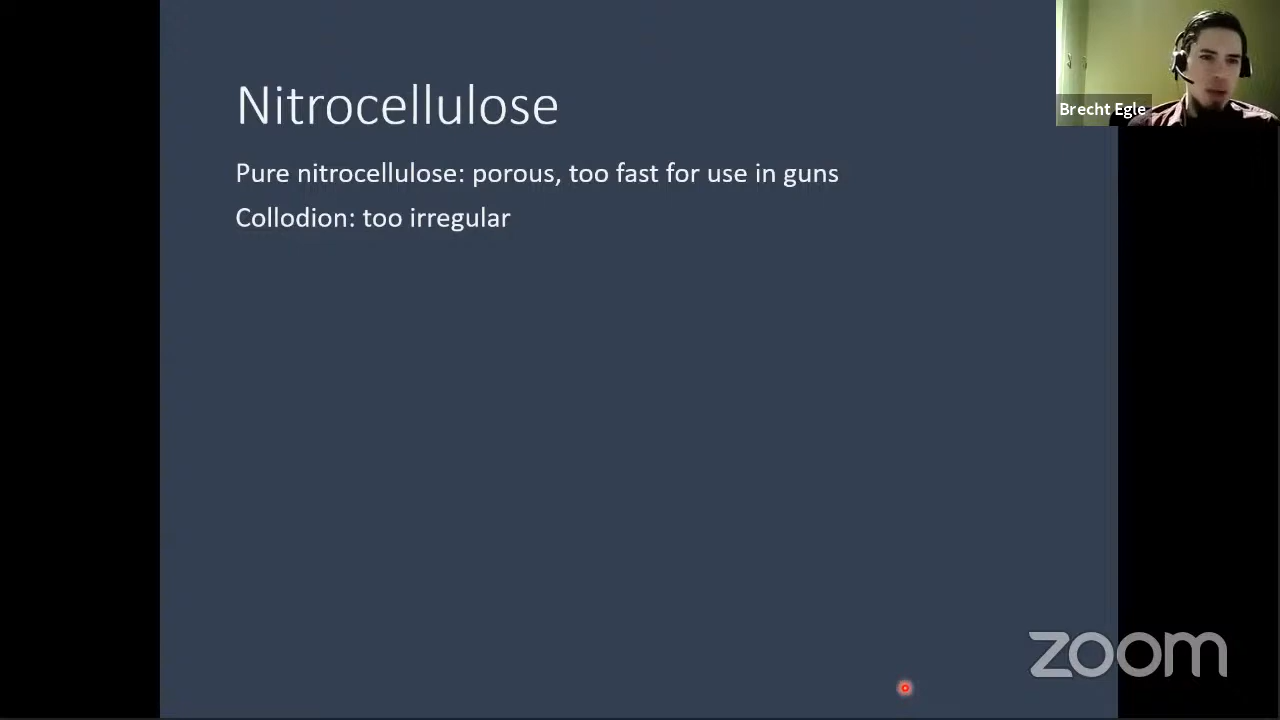 Nitrocellulose
Pure nitrocellulose: porous, too fast for use in guns
Collodion: too irregular
Brecht Egle
zoom